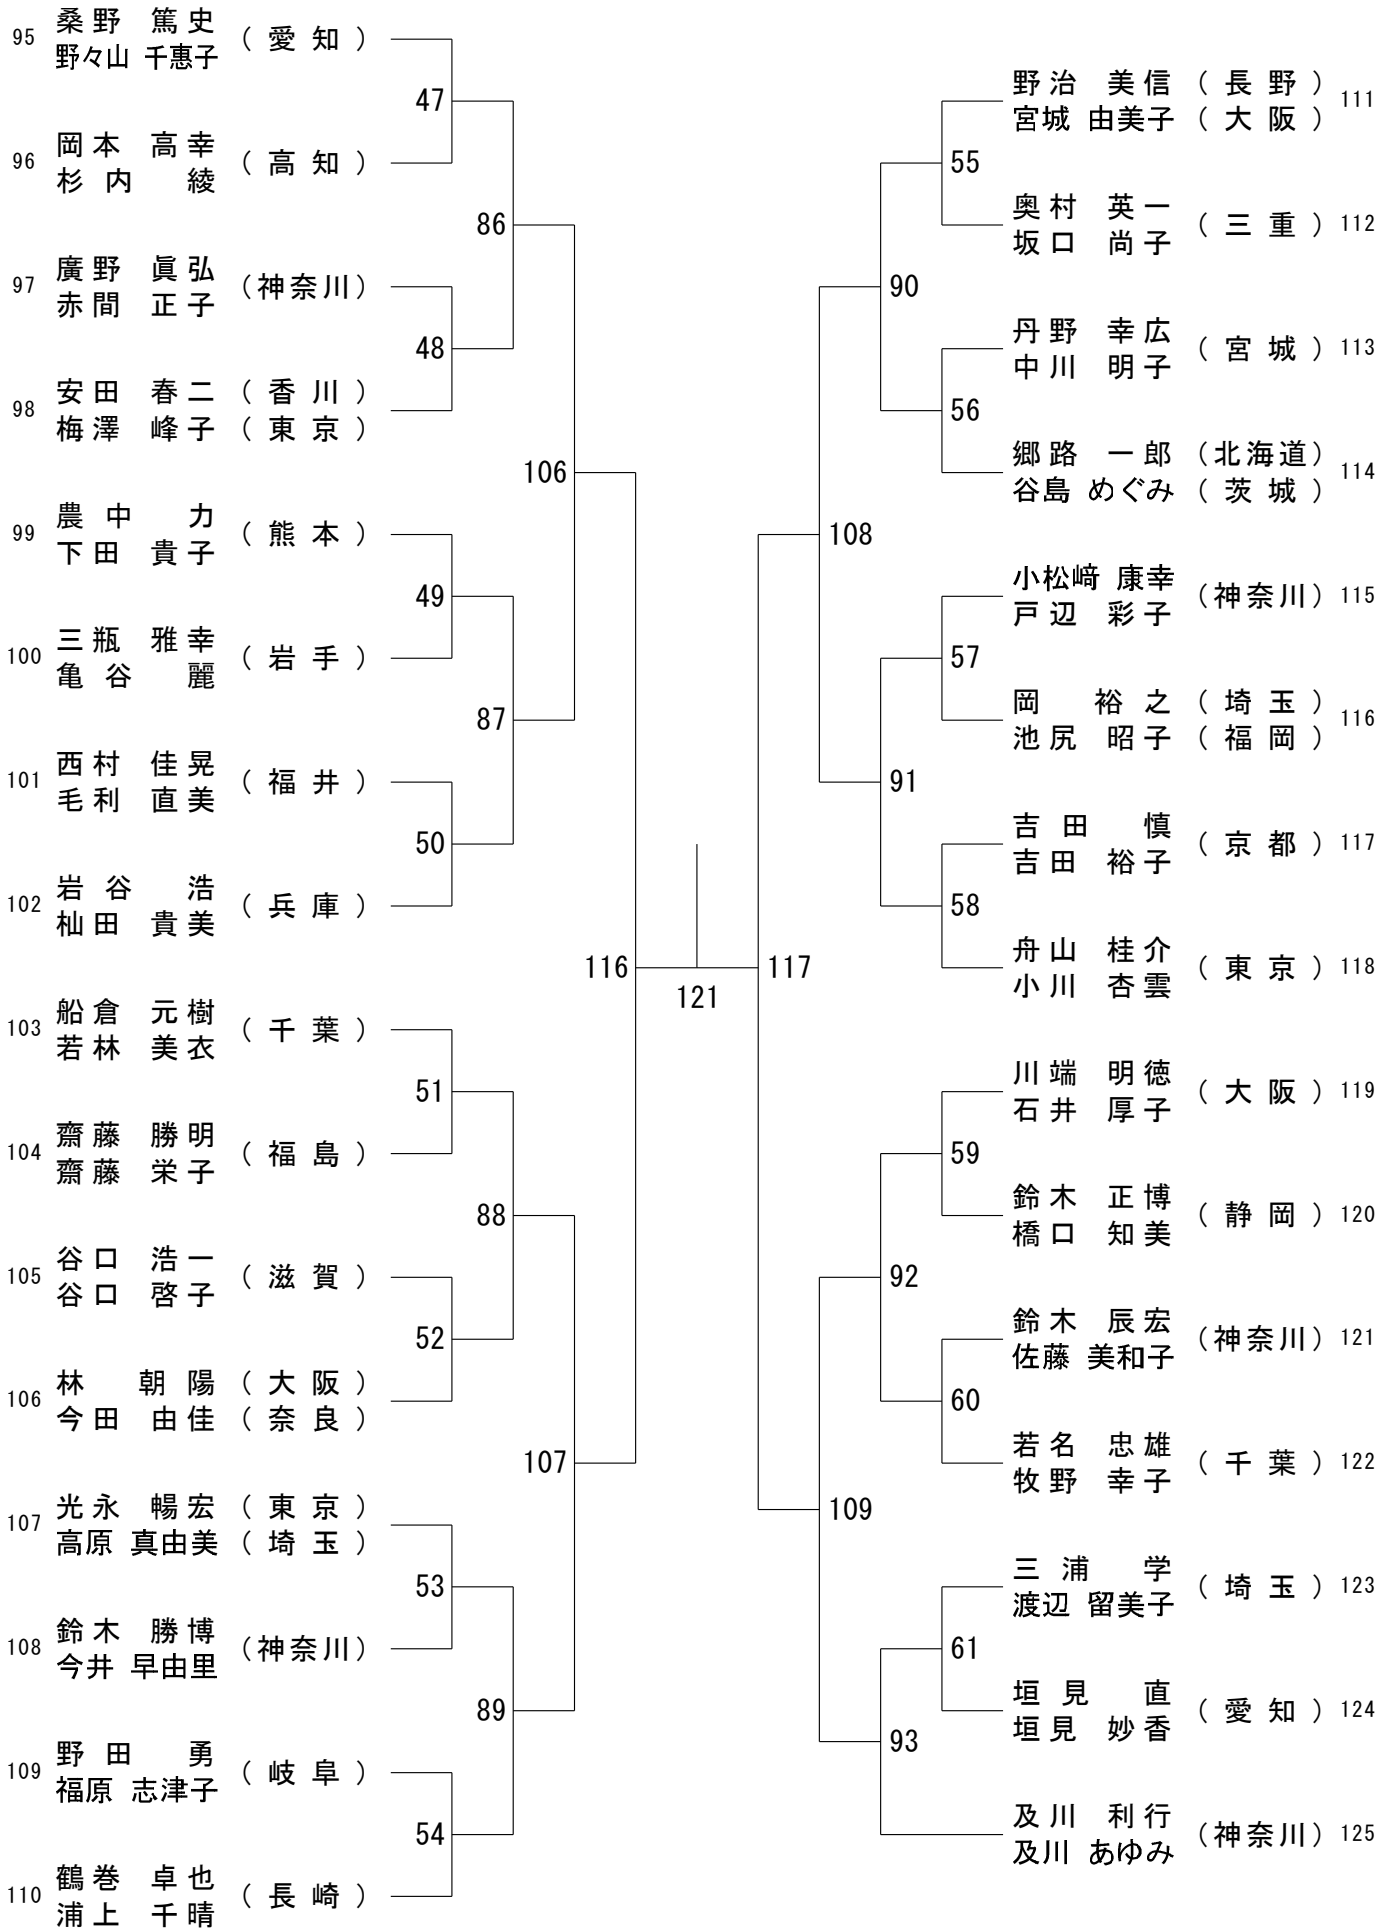 95 桑野 篤史 (愛知)
野々山 千惠子
47
96 岡本 高幸 (高知)
杉内 綾
86
97 廣野 眞弘 (神奈川)
赤間 正子
48
98 安田 春二 (香川)
梅澤 峰子 (東京)
106
99 農中 力 (熊本)
下田 貴子
49
100 三瓶 雅幸 (岩手)
亀谷 麗
87
101 西村 佳晃 (福井)
毛利 直美
50
102 岩谷 浩 (兵庫)
杣田 貴美
116
103 船倉 元樹 (千葉)
若林 美衣
51
104 齋藤 勝明 (福島)
齋藤 栄子
88
105 谷口 浩一 (滋賀)
谷口 啓子
52
106 林 朝陽 (大阪)
今田 由佳 (奈良)
107
107 光永 暢宏 (東京)
高原 真由美 (埼玉)
53
108 鈴木 勝博 (神奈川)
今井 早由里
89
109 野田 勇 (岐阜)
福原 志津子
54
110 鶴巻 卓也 (長崎)
浦上 千晴
121
野治 美信 (長野) 111
宮城 由美子 (大阪)
55
奥村 英一 (三重) 112
坂口 尚子
90
丹野 幸広 (宮城) 113
中川 明子
56
郷路 一郎 (北海道) 114
谷島 めぐみ (茨城)
108
小松﨑 康幸 (神奈川) 115
戸辺 彩子
57
岡 裕之 (埼玉) 116
池尻 昭子 (福岡)
91
吉田 慎 (京都) 117
吉田 裕子
58
舟山 桂介 (東京) 118
小川 杏雲
117
川端 明徳 (大阪) 119
石井 厚子
59
鈴木 正博 (静岡) 120
橋口 知美
92
鈴木 辰宏 (神奈川) 121
佐藤 美和子
60
若名 忠雄 (千葉) 122
牧野 幸子
109
三浦 学 (埼玉) 123
渡辺 留美子
61
垣見 直 (愛知) 124
垣見 妙香
93
及川 利行 (神奈川) 125
及川 あゆみ